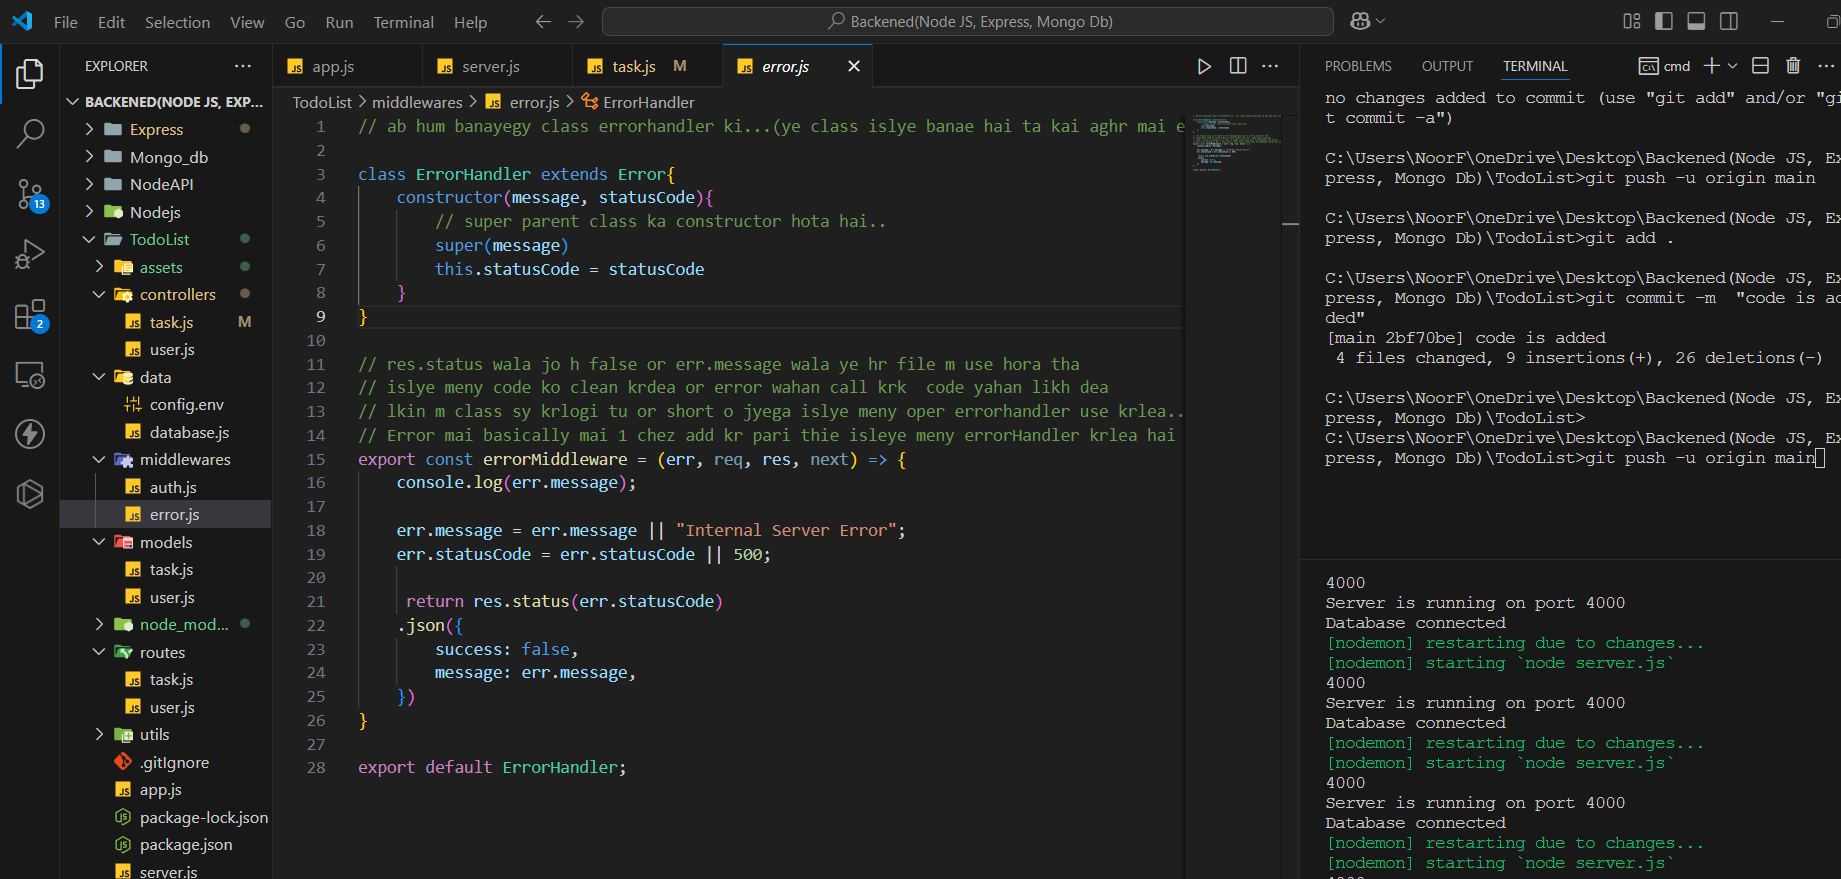 File Edit Selection View Go Run Terminal Help
Backened(Node JS, Express, Mongo Db)
EXPLORER
BACKENED(NODE JS, EXP...
Express
Mongo_db
NodeAPI
Nodejs
TodoList
assets
controllers
task.js M
user.js
data
config.env
database.js
middlewares
auth.js
error.js
models
task.js
user.js
node_mod...
routes
task.js
user.js
utils
.gitIgnore
app.js
package-lock.json
package.json
server.js
13
2
app.js
server.js
task.js M
error.js
TodoList > middlewares > error.js > ErrorHandler
1 // ab hum banayegy class errorhandler ki...(ye class islye banae hai ta kai aghr mai e
2
3 class ErrorHandler extends Error{
4 constructor(message, statusCode){
5 // super parent class ka constructor hota hai..
6 super(message)
7 this.statusCode = statusCode
8 }
9 }
10
11 // res.status wala jo h false or err.message wala ye hr file m use hora tha
12 // islye meny code ko clean krdea or error wahan call krk  code yahan likh dea
13 // lkin m class sy krlogi tu or short o jyega islye meny oper errorhandler use krlea..
14 // Error mai basically mai 1 chez add kr pari thie isleye meny errorHandler krlea hai
15 export const errorMiddleware = (err, req, res, next) => {
16 console.log(err.message);
17
18 err.message = err.message || "Internal Server Error";
19 err.statusCode = err.statusCode || 500;
20
21 return res.status(err.statusCode)
22 .json({
23 success: false,
24 message: err.message,
25 })
26 }
27
28 export default ErrorHandler;
PROBLEMS OUTPUT TERMINAL
cmd
no changes added to commit (use "git add" and/or "gi
t commit -a")
C:\Users\NoorF\OneDrive\Desktop\Backened(Node JS, Ex
press, Mongo Db)\TodoList>git push -u origin main
C:\Users\NoorF\OneDrive\Desktop\Backened(Node JS, Ex
press, Mongo Db)\TodoList>git add .
C:\Users\NoorF\OneDrive\Desktop\Backened(Node JS, Ex
press, Mongo Db)\TodoList>git commit -m  "code is ad
ded"
[main 2bf70be] code is added
4 files changed, 9 insertions(+), 26 deletions(-)
C:\Users\NoorF\OneDrive\Desktop\Backened(Node JS, Ex
press, Mongo Db)\TodoList>
C:\Users\NoorF\OneDrive\Desktop\Backened(Node JS, Ex
press, Mongo Db)\TodoList>git push -u origin main
4000
Server is running on port 4000
Database connected
[nodemon] restarting due to changes...
[nodemon] starting `node server.js`
4000
Server is running on port 4000
Database connected
[nodemon] restarting due to changes...
[nodemon] starting `node server.js`
4000
Server is running on port 4000
Database connected
[nodemon] restarting due to changes...
[nodemon] starting `node server.js`